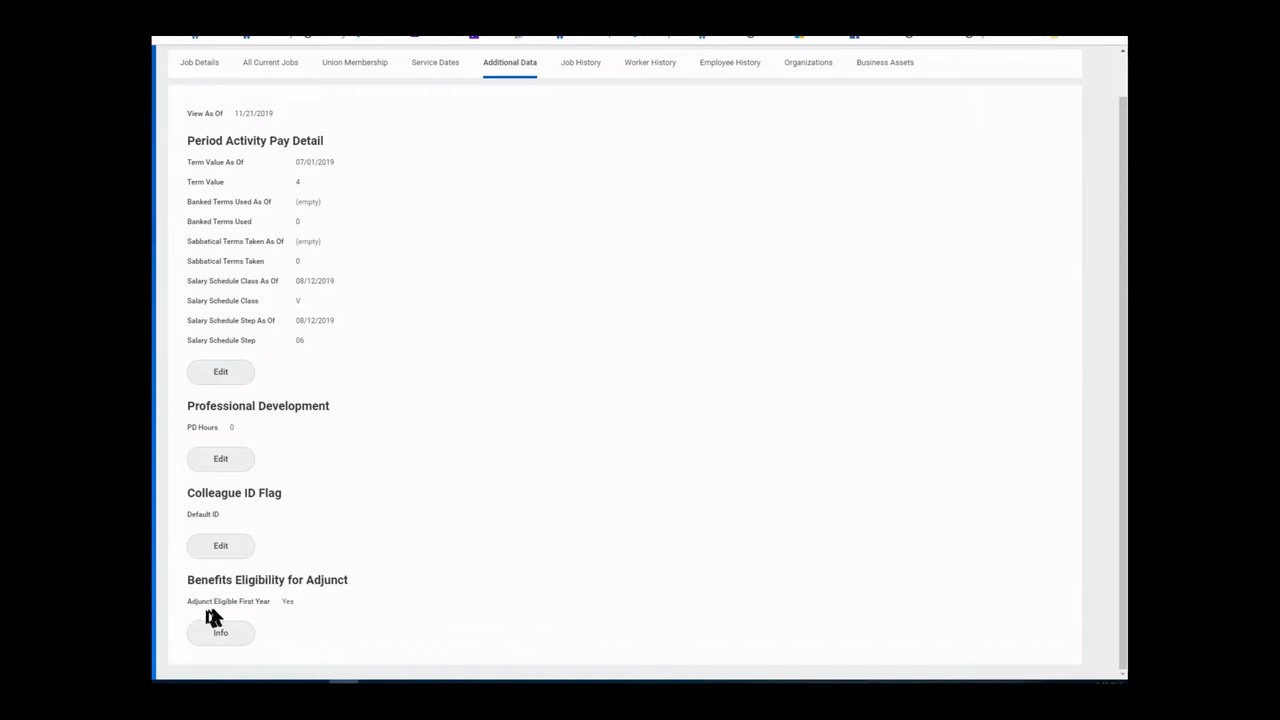 Job Details All Current Jobs Union Membership Service Dates Additional Data Job History Worker History Employee History Organizations Business Assets
View As Of 11/21/2019
Period Activity Pay Detail
Term Value As Of 07/01/2019
Term Value 4
Banked Terms Used As Of (empty)
Banked Terms Used 0
Sabbatical Terms Taken As Of (empty)
Sabbatical Terms Taken 0
Salary Schedule Class As Of 08/12/2019
Salary Schedule Class V
Salary Schedule Step As Of 08/12/2019
Salary Schedule Step 06
Edit
Professional Development
PD Hours 0
Edit
Colleague ID Flag
Default ID
Edit
Benefits Eligibility for Adjunct
Adjunct Eligible First Year Yes
Info